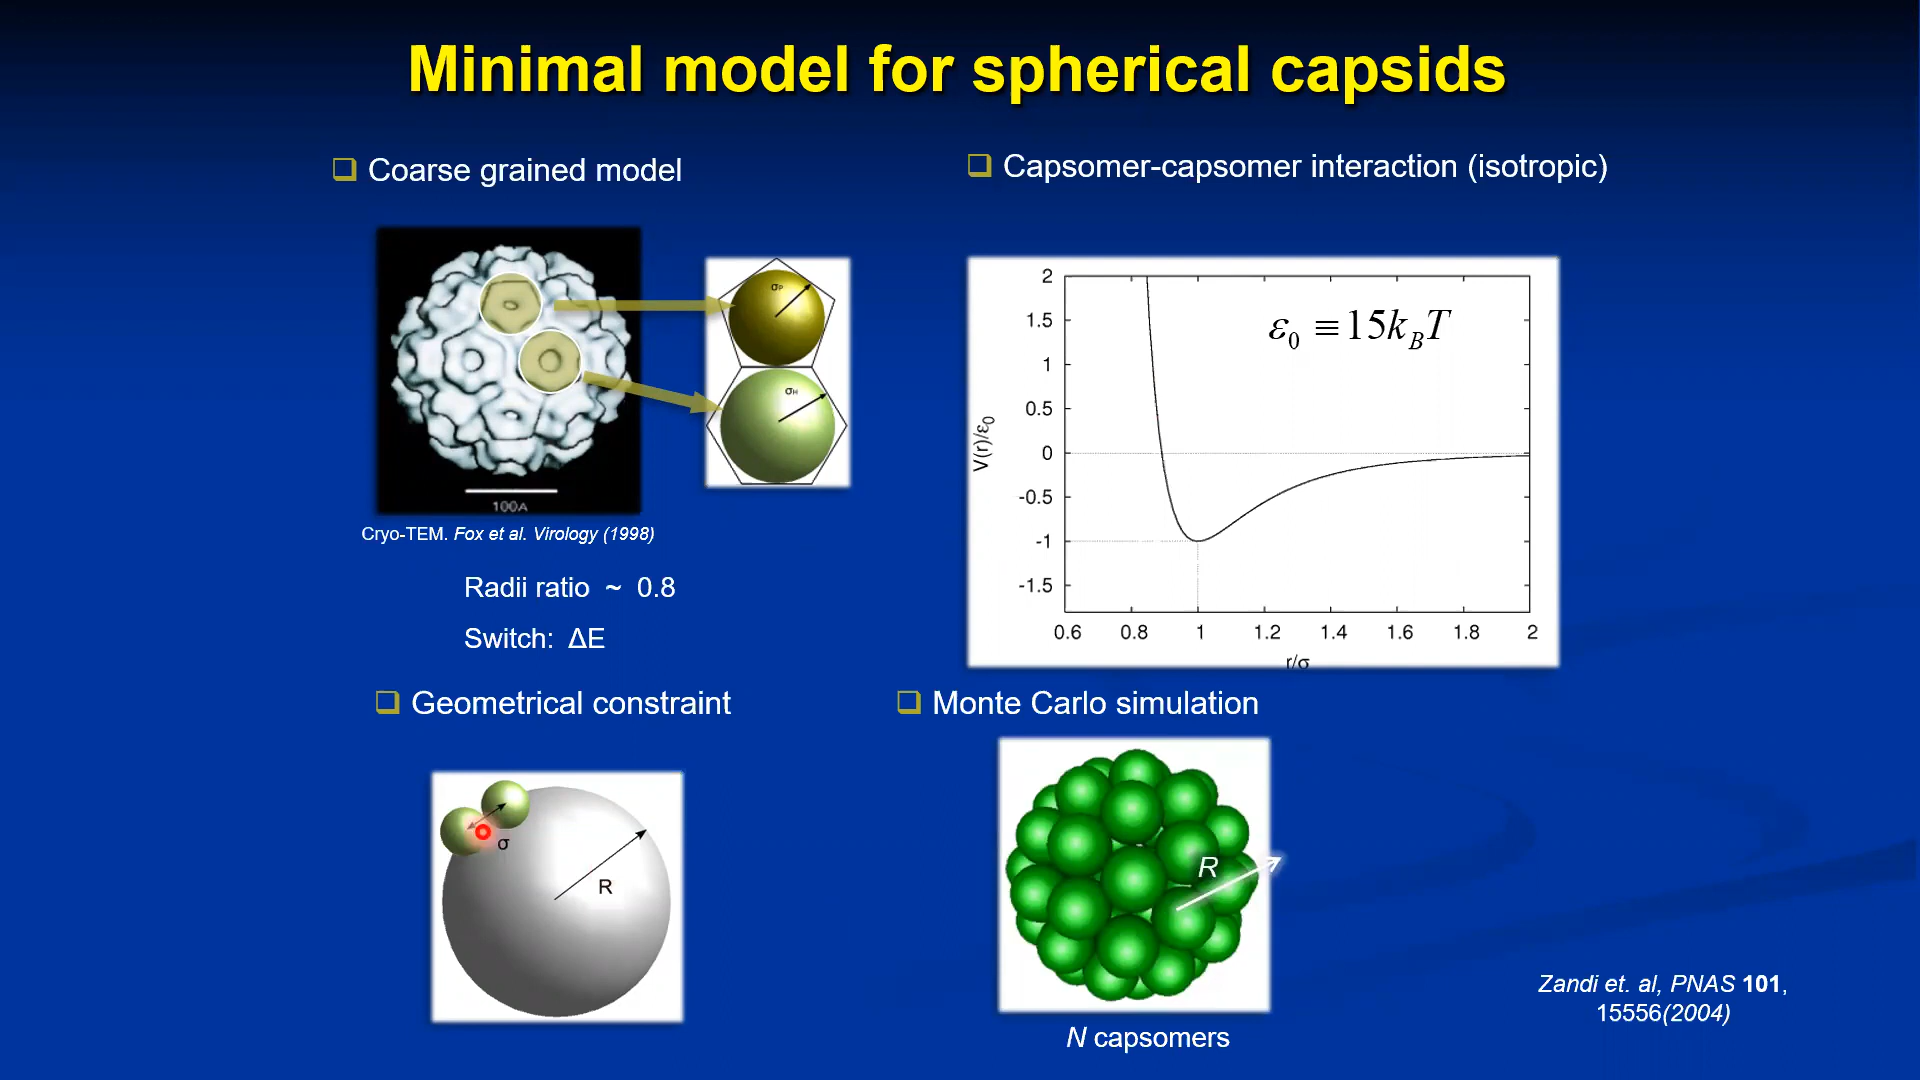 Minimal model for spherical capsids
Coarse grained model
100A
σP
σH
Cryo-TEM. Fox et al. Virology (1998)
Radii ratio ~ 0.8
Switch: ΔE
Capsomer-capsomer interaction (isotropic)
ε0 ≡ 15kBT
V(r)/ε0
2
1.5
1
0.5
0
-0.5
-1
-1.5
0.6 0.8 1 1.2 1.4 1.6 1.8 2
r/σ
Geometrical constraint
σ
R
Monte Carlo simulation
R
N capsomers
Zandi et. al, PNAS 101,
15556(2004)